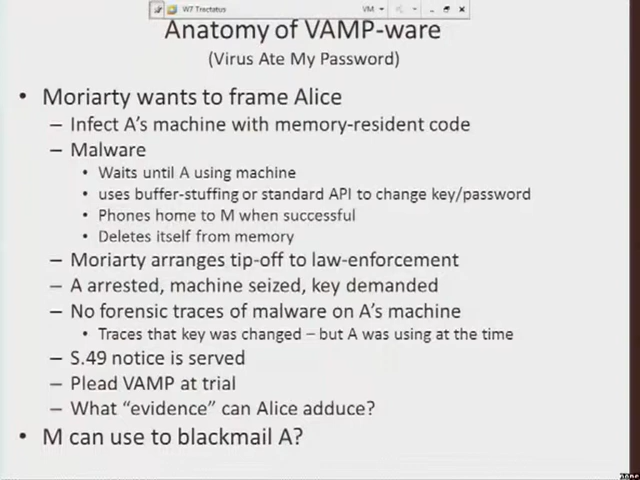 W7 Trectatus
VM
Anatomy of VAMP-ware
(Virus Ate My Password)
• Moriarty wants to frame Alice
– Infect A's machine with memory-resident code
– Malware
• Waits until A using machine
• uses buffer-stuffing or standard API to change key/password
• Phones home to M when successful
• Deletes itself from memory
– Moriarty arranges tip-off to law-enforcement
– A arrested, machine seized, key demanded
– No forensic traces of malware on A's machine
• Traces that key was changed – but A was using at the time
– S.49 notice is served
– Plead VAMP at trial
– What “evidence” can Alice adduce?
• M can use to blackmail A?